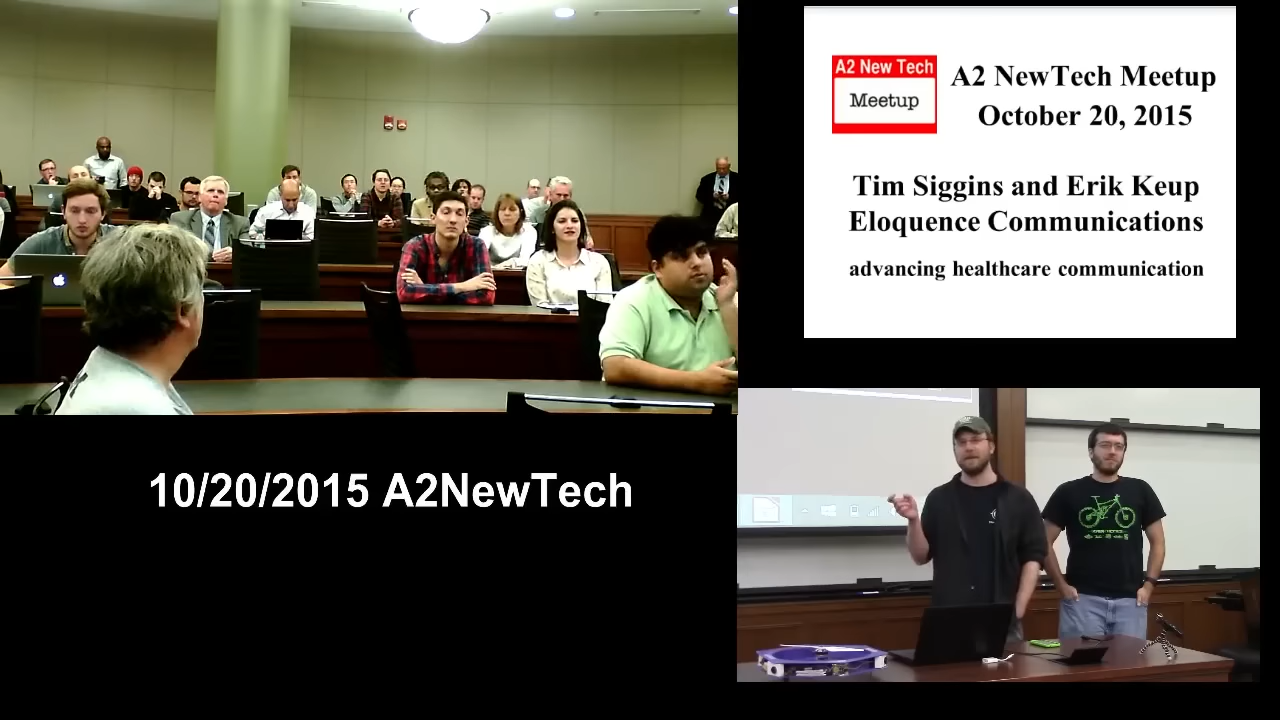 A2 New Tech
Meetup
A2 NewTech Meetup
October 20, 2015
Tim Siggins and Erik Keup
Eloquence Communications
advancing healthcare communication
10/20/2015 A2NewTech